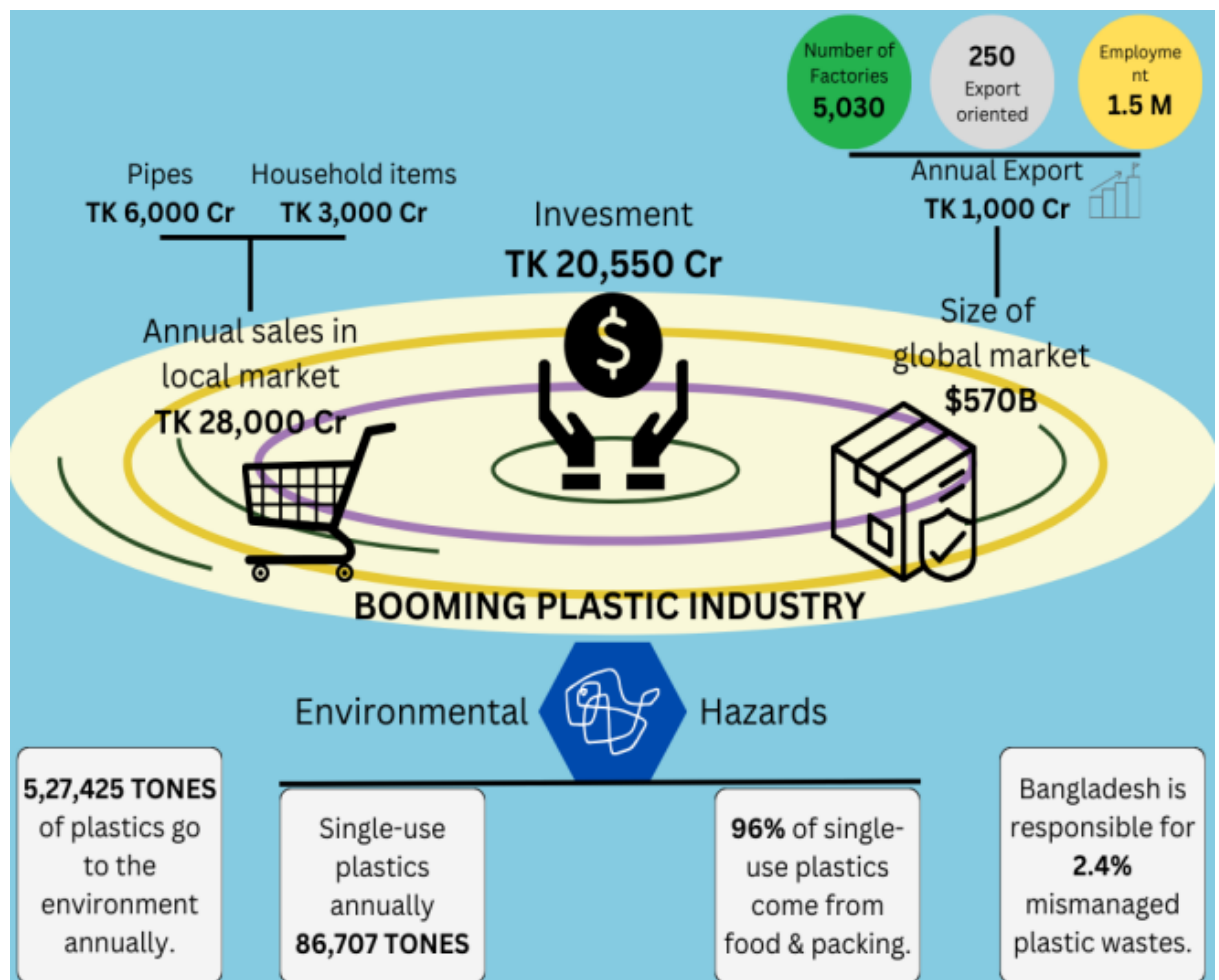 Number of
Factories
5,030
250
Export
oriented
Employme
nt
1.5 M
Pipes
TK 6,000 Cr
Household items
TK 3,000 Cr
Invesment
TK 20,550 Cr
Annual Export
TK 1,000 Cr
Annual sales in
local market
TK 28,000 Cr
Size of
global market
$570B
BOOMING PLASTIC INDUSTRY
Environmental Hazards
5,27,425 TONES
of plastics go
to the
environment
annually.
Single-use
plastics
annually
86,707 TONES
96% of single-
use plastics
come from
food & packing.
Bangladesh is
responsible for
2.4%
mismanaged
plastic wastes.